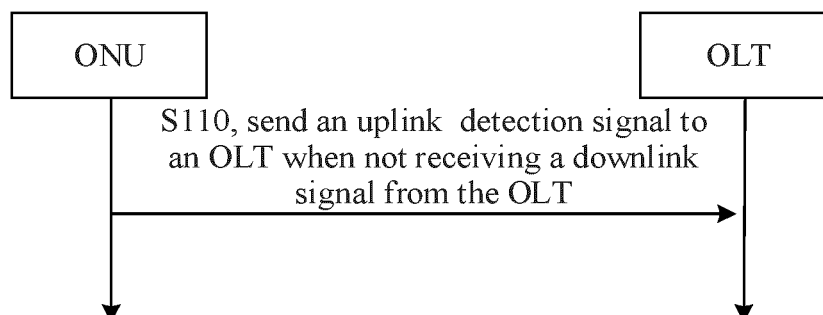 ONU
OLT
S110, send an uplink detection signal to
an OLT when not receiving a downlink
signal from the OLT